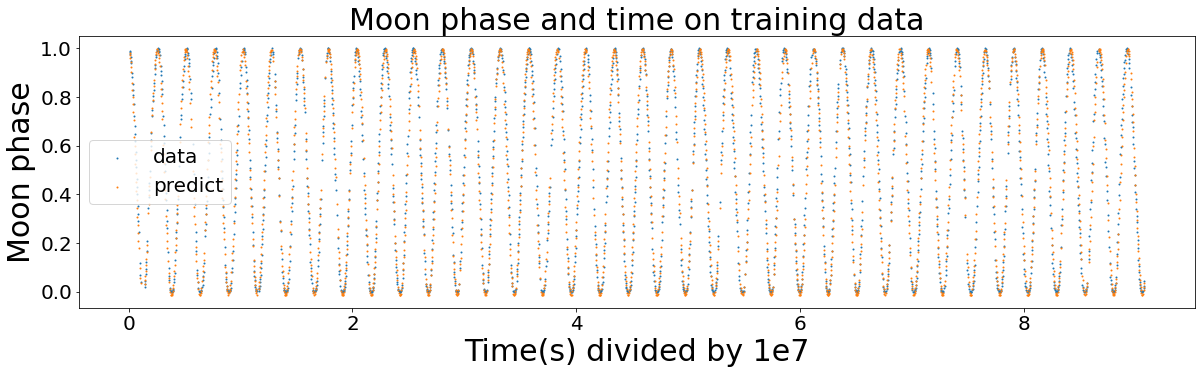 Moon phase and time on training data
Moon phase
1.0
0.8
0.6
0.4
0.2
0.0
data
predict
0 2 4 6 8
Time(s) divided by 1e7